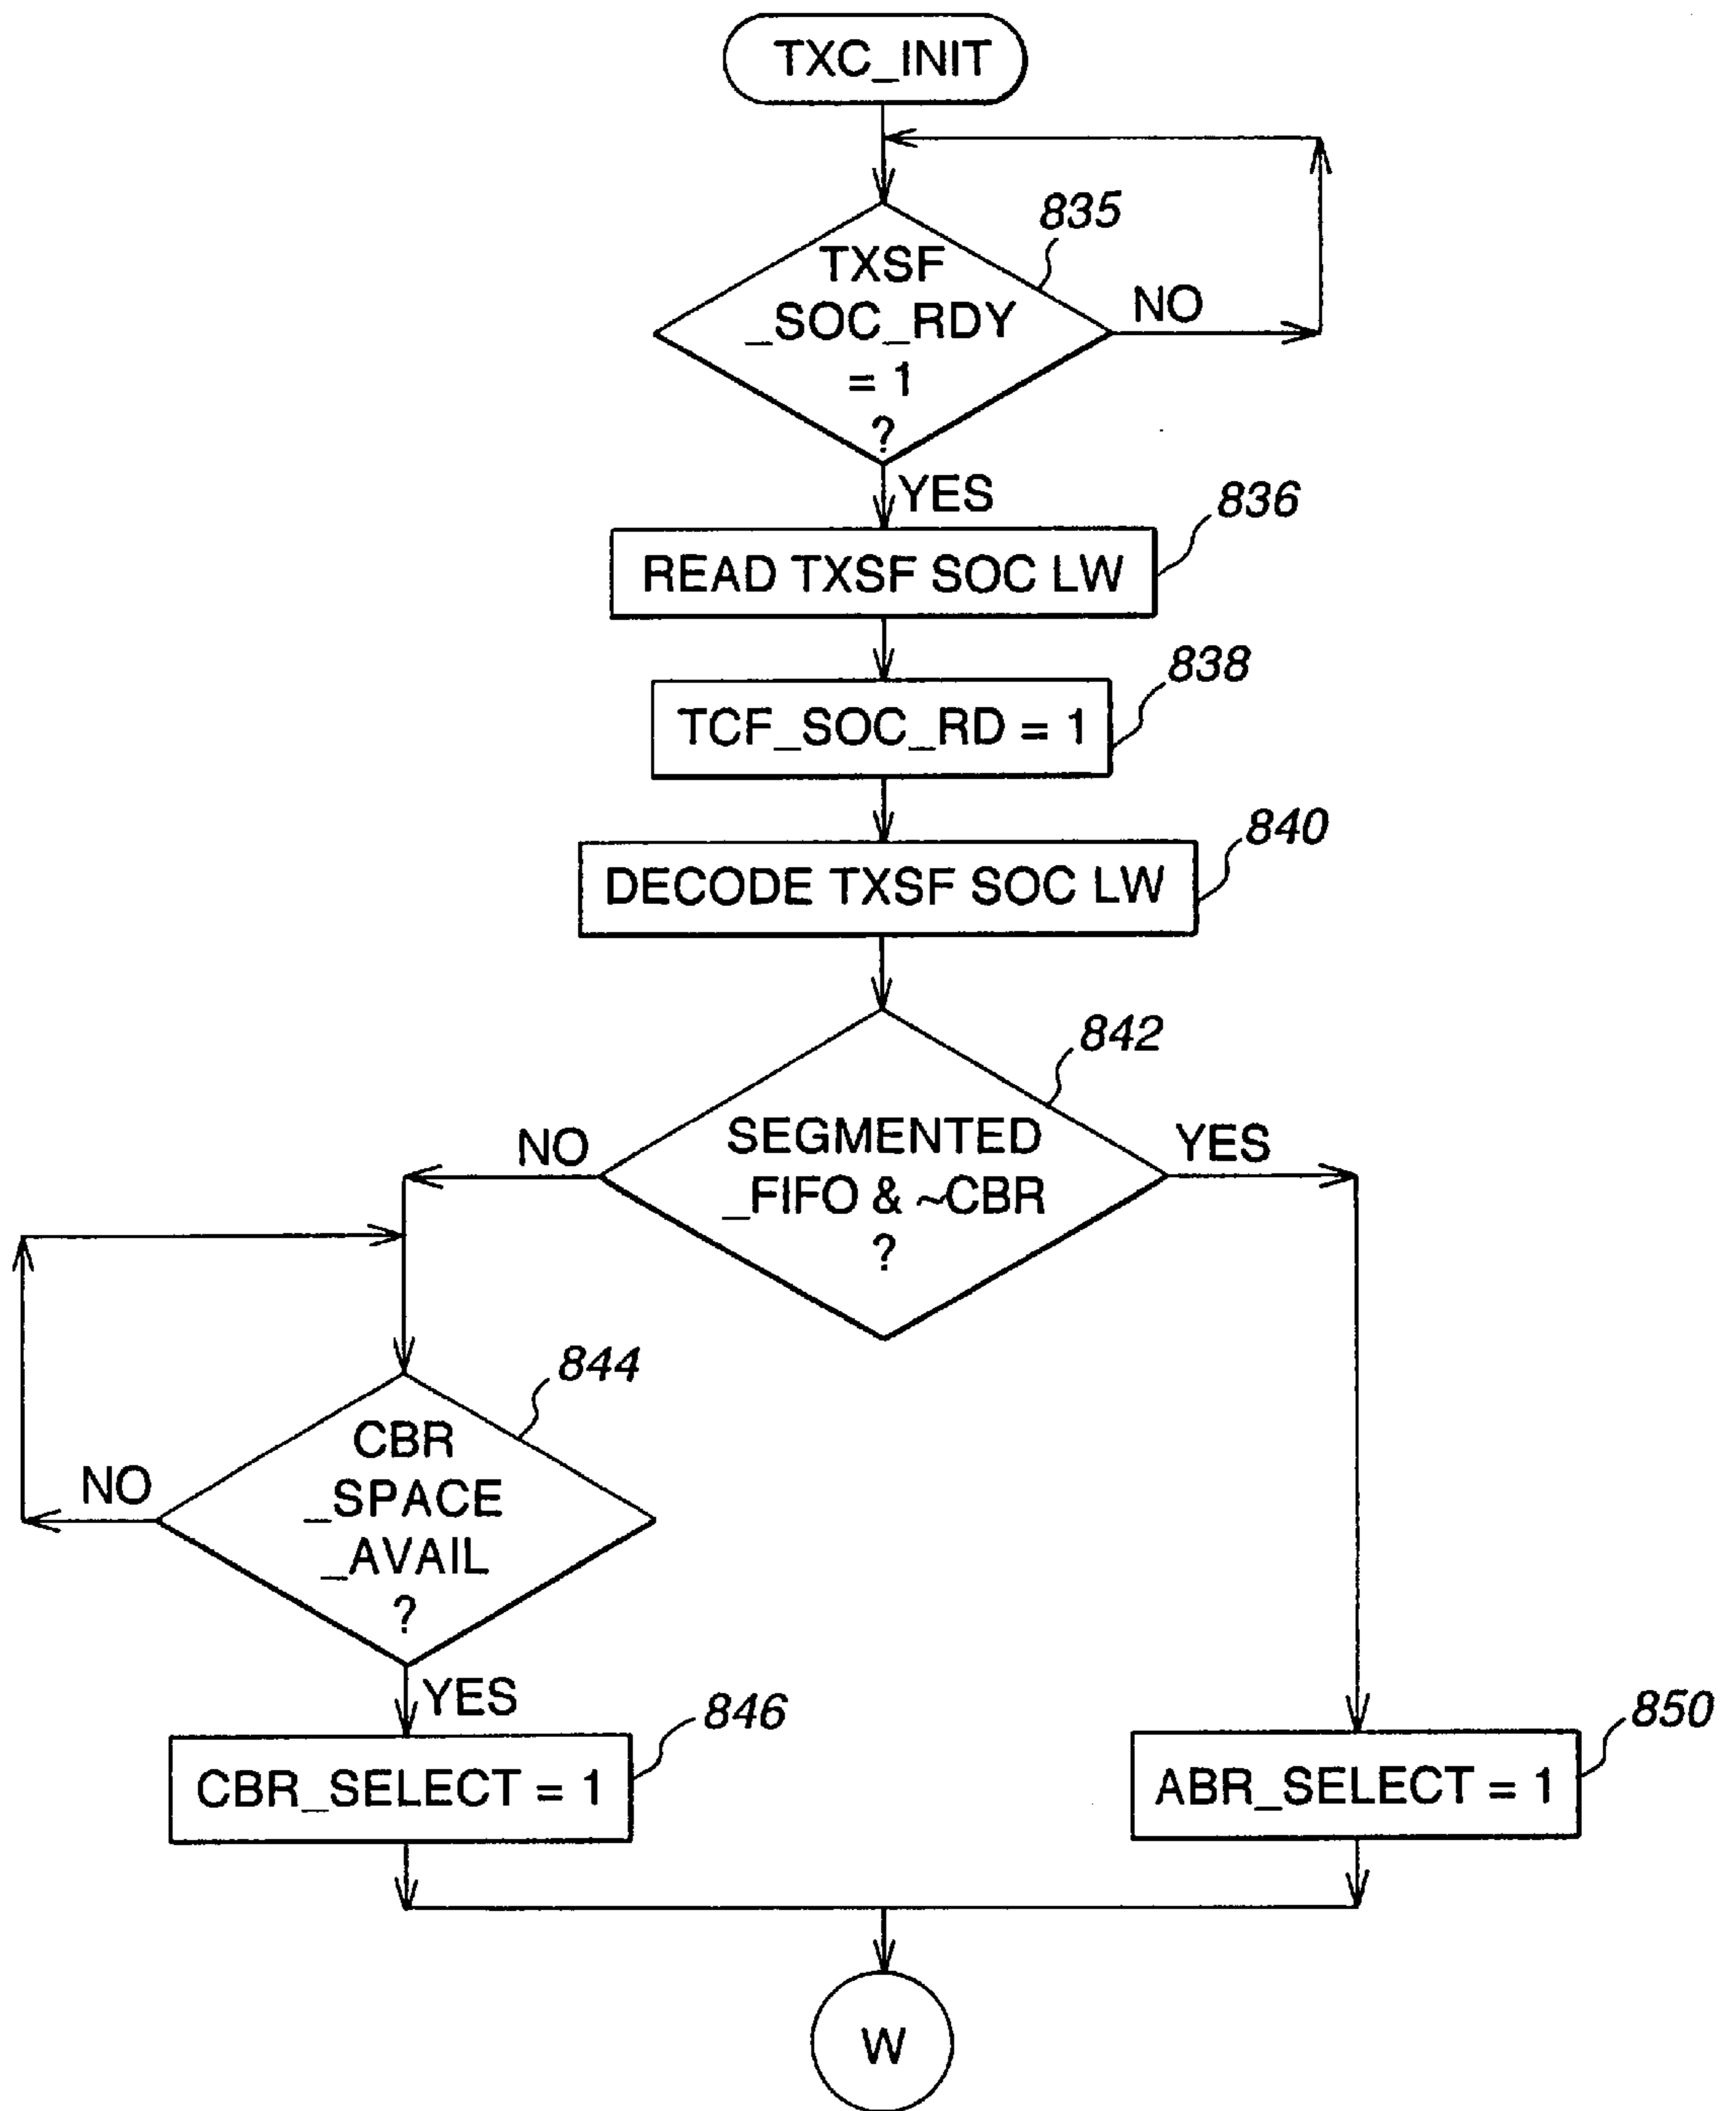 TXC_INIT
835
TXSF
_SOC_RDY
= 1
?
NO
YES
836
READ TXSF SOC LW
838
TCF_SOC_RD = 1
840
DECODE TXSF SOC LW
842
NO
SEGMENTED
_FIFO & ~CBR
?
YES
844
CBR
_SPACE
_AVAIL
?
NO
YES
846
CBR_SELECT = 1
850
ABR_SELECT = 1
W